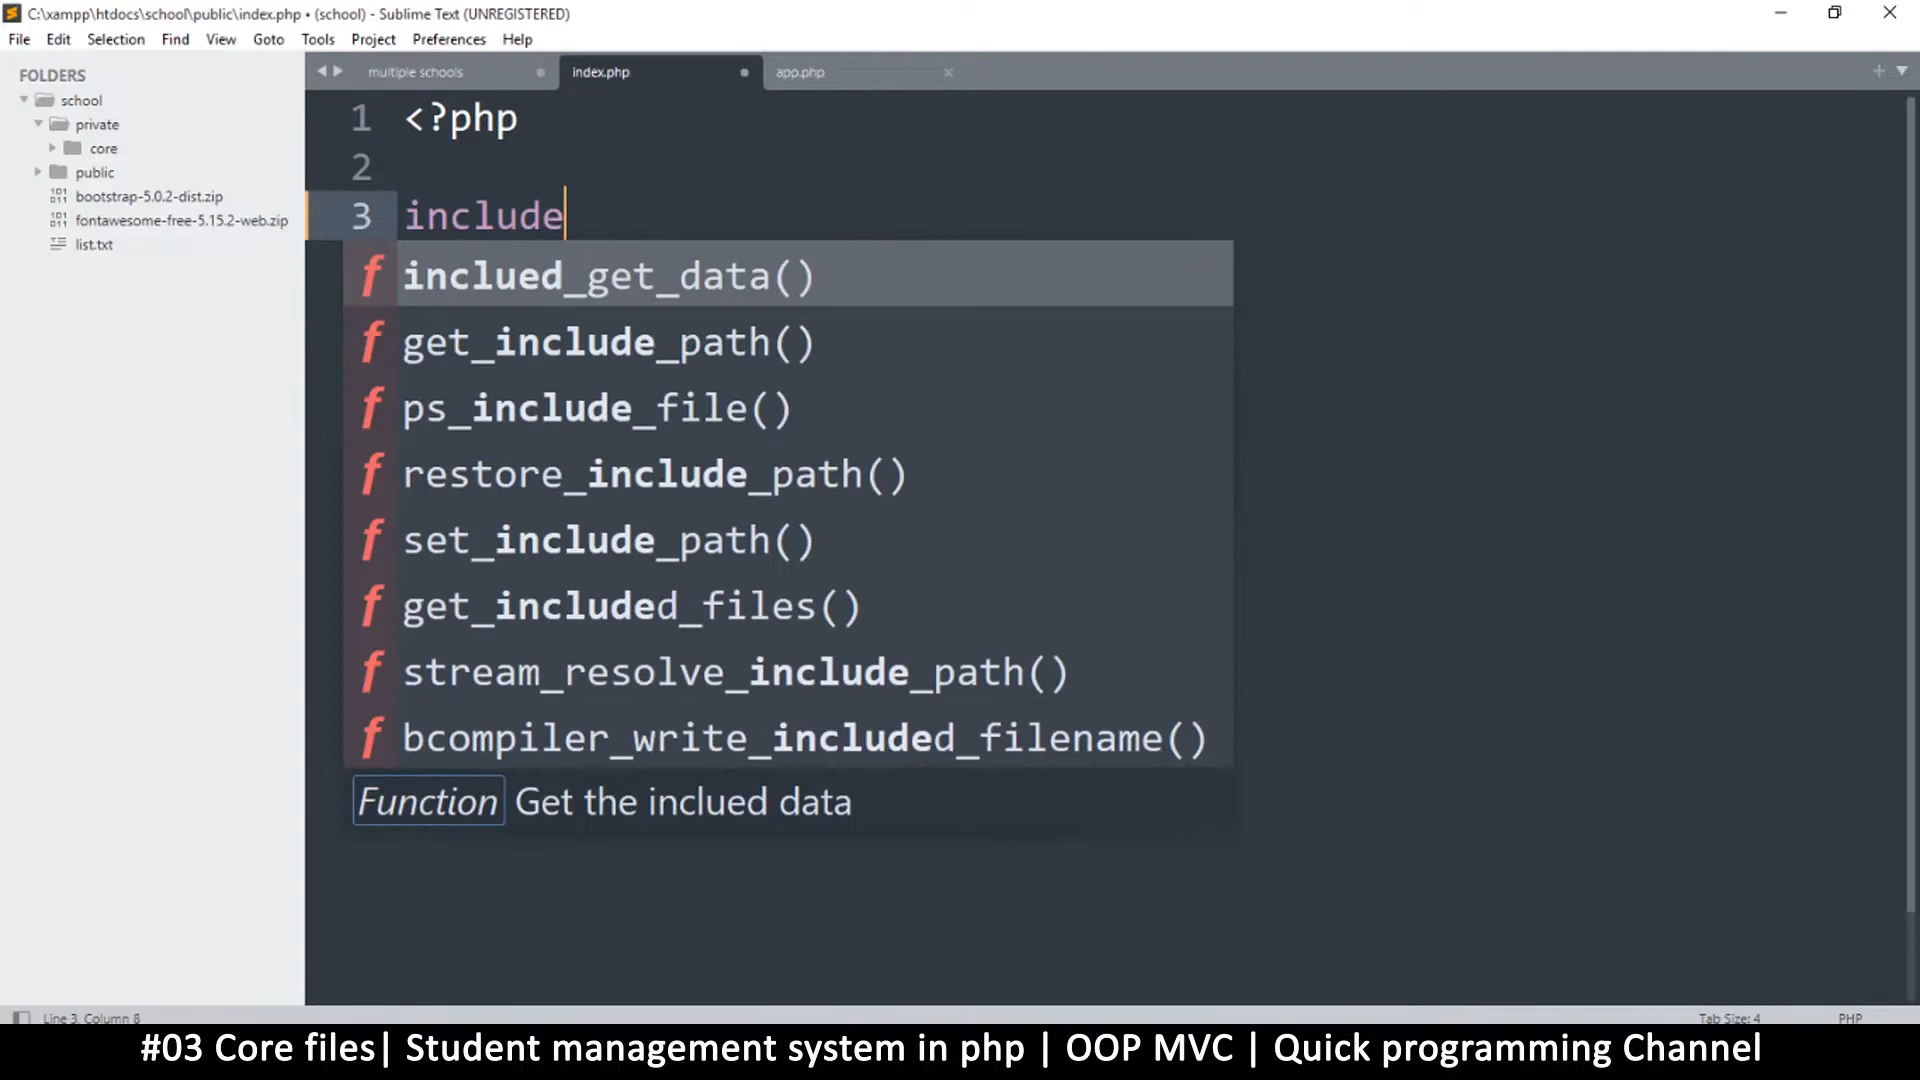 C:\xampp\htdocs\school\public\index.php • (school) - Sublime Text (UNREGISTERED)
File Edit Selection Find View Goto Tools Project Preferences Help
FOLDERS
school
private
core
public
bootstrap-5.0.2-dist.zip
fontawesome-free-5.15.2-web.zip
list.txt
multiple schools
index.php
app.php
1 <?php
2
3 include
f inclued_get_data()
f get_include_path()
f ps_include_file()
f restore_include_path()
f set_include_path()
f get_included_files()
f stream_resolve_include_path()
f bcompiler_write_included_filename()
Function Get the inclued data
Line 3, Column 8
Tab Size: 4
PHP
#03 Core files| Student management system in php | OOP MVC | Quick programming Channel